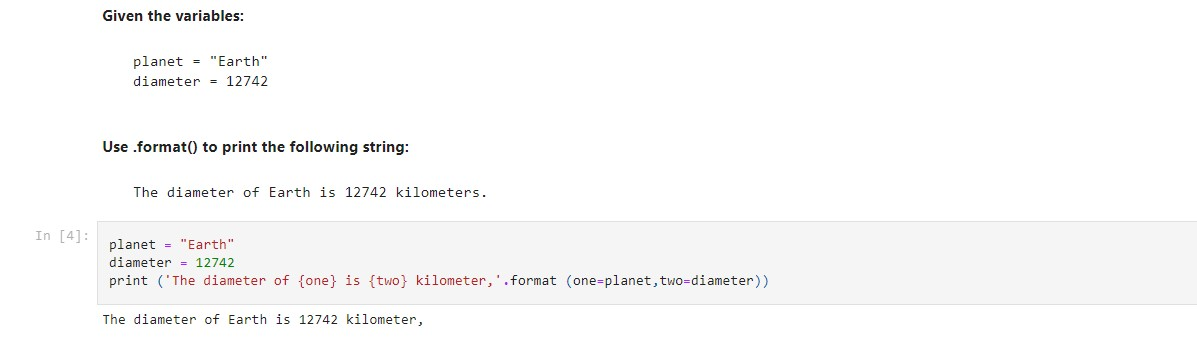 Given the variables:
planet = "Earth"
diameter = 12742
Use .format() to print the following string:
The diameter of Earth is 12742 kilometers.
In [4]:
planet = "Earth"
diameter = 12742
print ('The diameter of {one} is {two} kilometer,'.format (one=planet,two=diameter))
The diameter of Earth is 12742 kilometer,